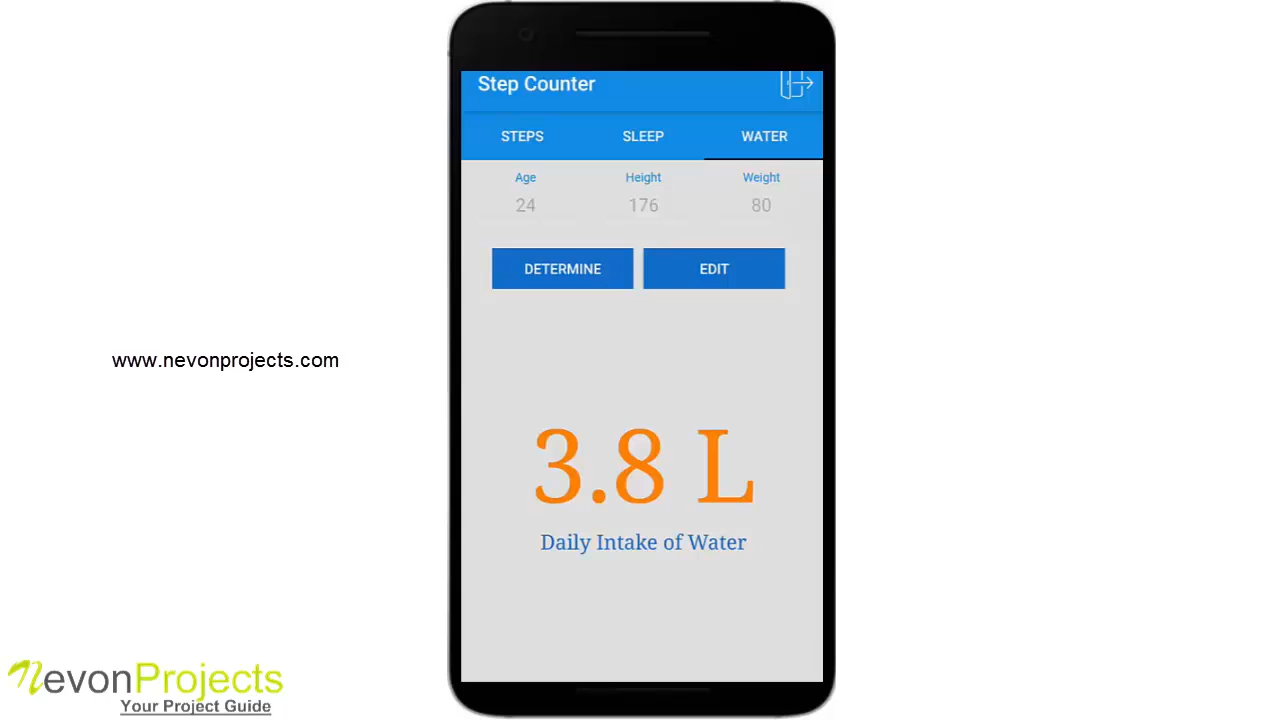 Step Counter
STEPS SLEEP WATER
Age Height Weight
24 176 80
DETERMINE EDIT
www.nevonprojects.com
3.8 L
Daily Intake of Water
NevonProjects
Your Project Guide